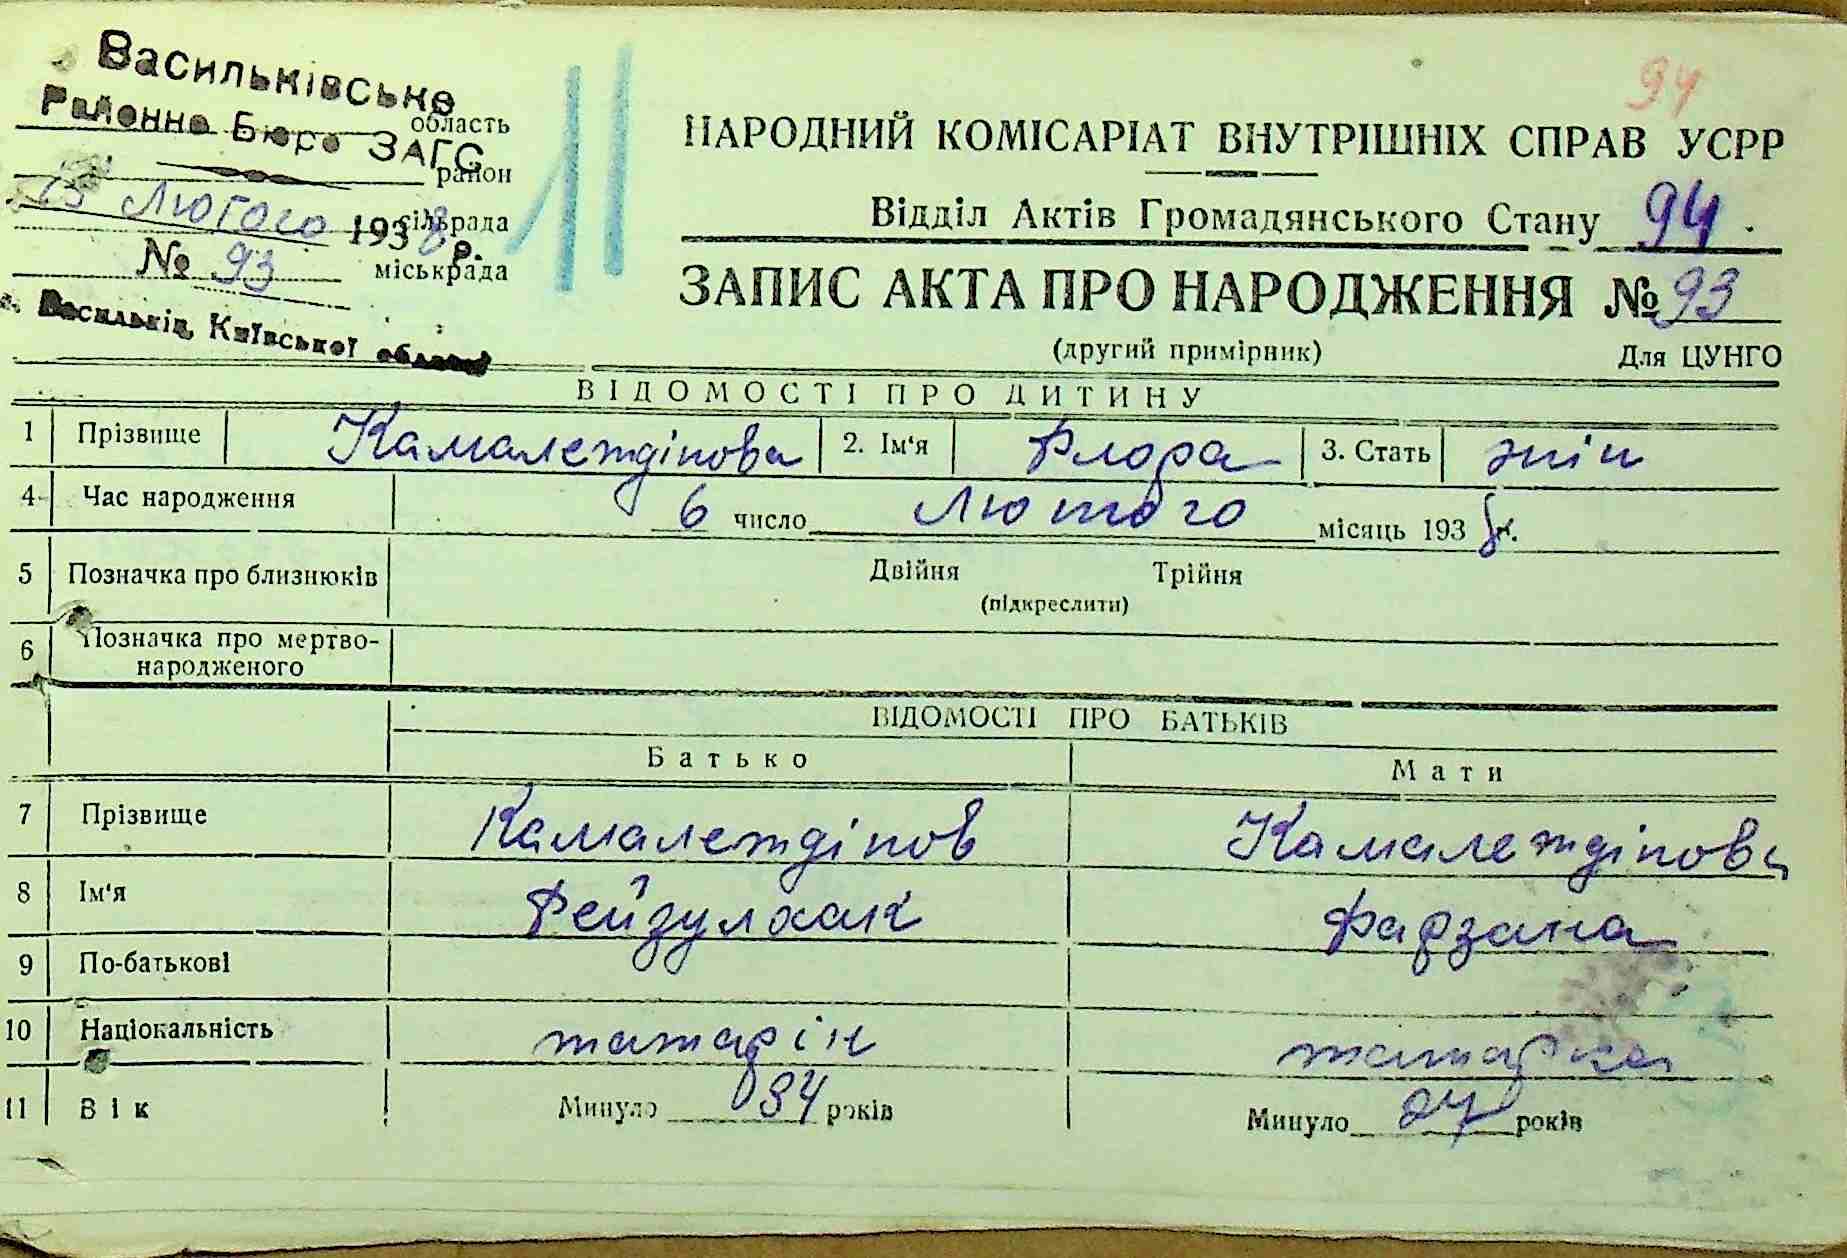 Васильківське
область
Районне Бюро ЗАГС
район
13 Лютого 1938 р.
сільрада
№ 93
міськрада
м. Васильків, Київської області
11
94
НАРОДНИЙ КОМІСАРІАТ ВНУТРІШНІХ СПРАВ УСРР
Відділ Актів Громадянського Стану 94
ЗАПИС АКТА ПРО НАРОДЖЕННЯ № 93
(другий примірник) Для ЦУНГО
ВІДОМОСТІ ПРО ДИТИНУ
1 Прізвище Камалетдінова 2. Ім'я Флора 3. Стать жін
4 Час народження 6 число Лютого місяць 1938 р.
5 Позначка про близнюків Двійня Трійня
(підкреслити)
6 Позначка про мертво-
народженого
ВІДОМОСТІ ПРО БАТЬКІВ
Батько Мати
7 Прізвище Камалетдінов Камалетдінова
8 Ім'я Фейзулхак Фарзана
9 По-батькові
10 Національність татарін татарка
11 Вік Минуло 34 років Минуло 27 років